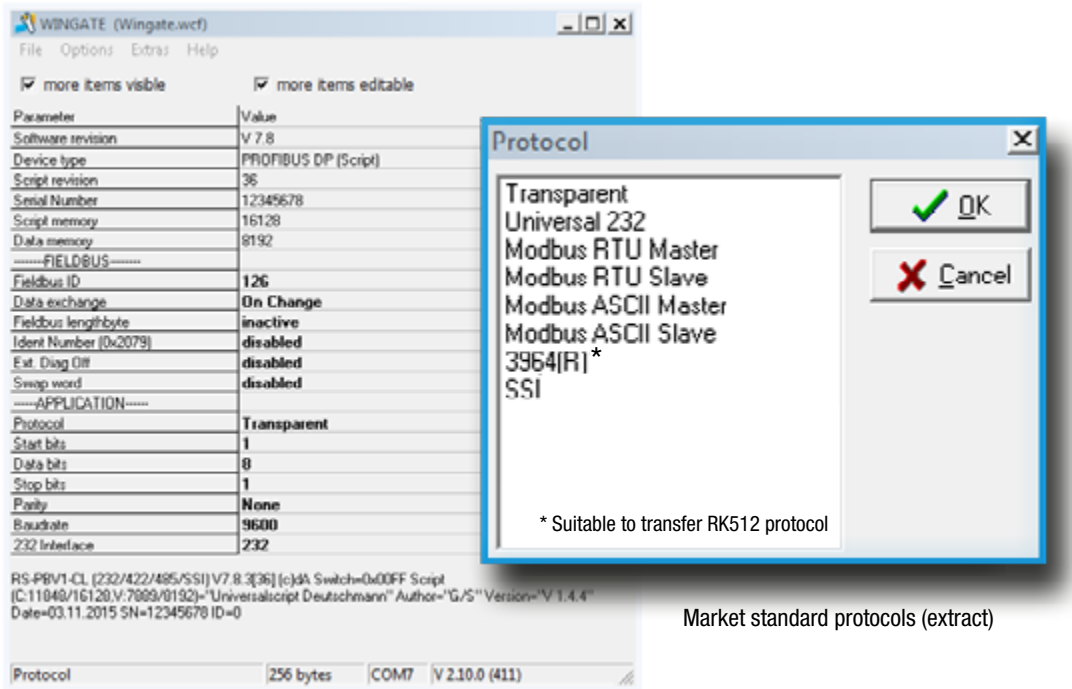 WINGATE (Wingate.wcf)
File Options Extras Help
more items visible more items editable
Parameter Value
Software revision V 7.8
Device type PROFIBUS DP (Script)
Script revision 36
Serial Number 12345678
Script memory 16128
Data memory 8192
-------FIELDBUS-------
Fieldbus ID 126
Data exchange On Change
Fieldbus lengthbyte inactive
Ident Number (0x2079) disabled
Ext. Diag Off disabled
Swap word disabled
-----APPLICATION------
Protocol Transparent
Start bits 1
Data bits 8
Stop bits 1
Parity None
Baudrate 9600
232 Interface 232
RS-PBV1-CL (232/422/485/SSI) V7.8.3[36] (c)dA Switch=0x00FF Script
(C:11848/16128,V:7889/8192)="Universalscript Deutschmann" Author="G/S" Version="V 1.4.4"
Date=03.11.2015 SN=12345678 ID=0
Protocol 256 bytes COM7 V 2.10.0 (411)
Protocol
Transparent
Universal 232
Modbus RTU Master
Modbus RTU Slave
Modbus ASCII Master
Modbus ASCII Slave
3964(R)*
SSI
* Suitable to transfer RK512 protocol
OK
Cancel
Market standard protocols (extract)